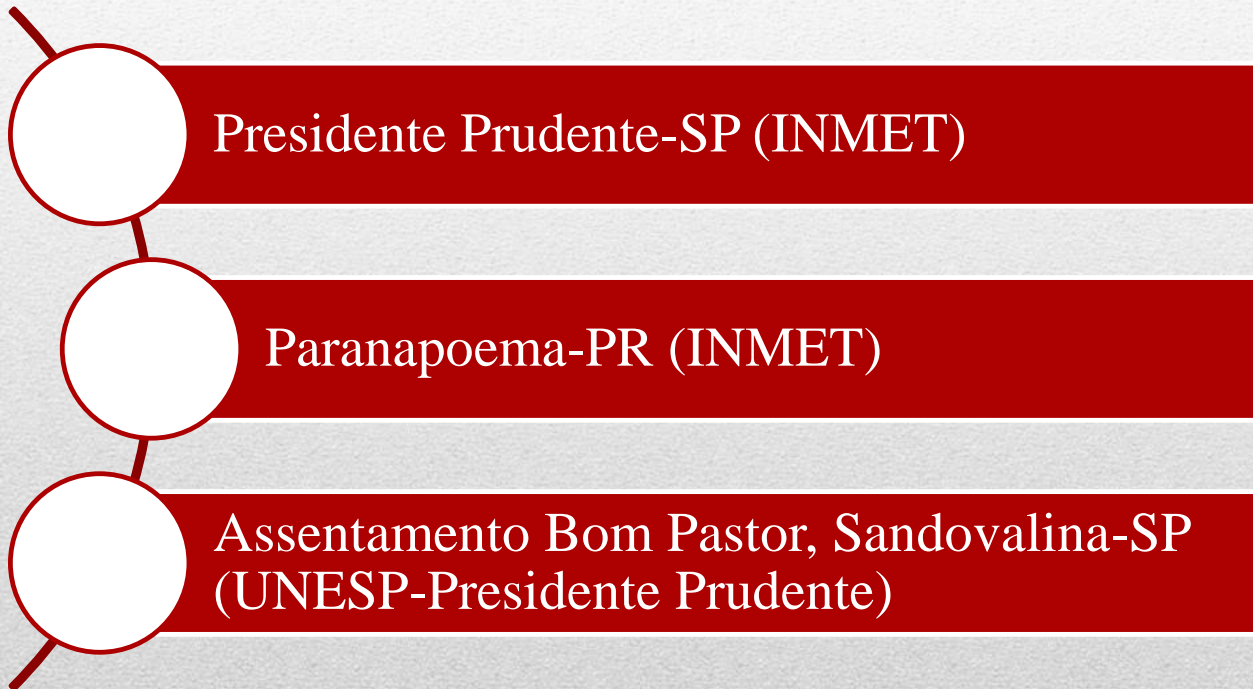 Presidente Prudente-SP (INMET)
Paranapoema-PR (INMET)
Assentamento Bom Pastor, Sandovalina-SP
(UNESP-Presidente Prudente)